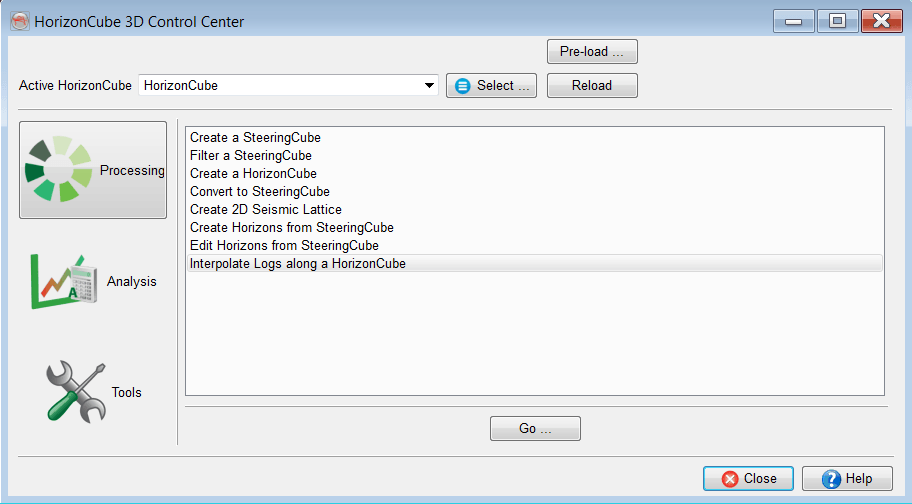 HorizonCube 3D Control Center
Pre-load ...
Active HorizonCube HorizonCube Select ... Reload
Processing
Analysis
Tools
Create a SteeringCube
Filter a SteeringCube
Create a HorizonCube
Convert to SteeringCube
Create 2D Seismic Lattice
Create Horizons from SteeringCube
Edit Horizons from SteeringCube
Interpolate Logs along a HorizonCube
Go ...
Close Help